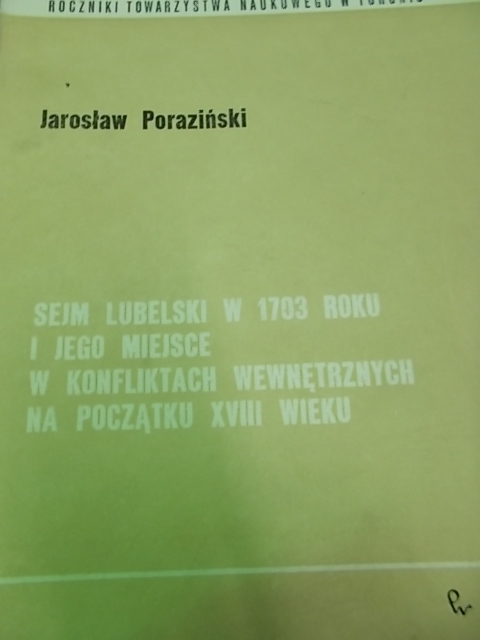 ROCZNIKI TOWARZYSTWA NAUKOWEGO W TORUNIU
Jarosław Poraziński
SEJM LUBELSKI W 1703 ROKU
I JEGO MIEJSCE
W KONFLIKTACH WEWNĘTRZNYCH
NA POCZĄTKU XVIII WIEKU